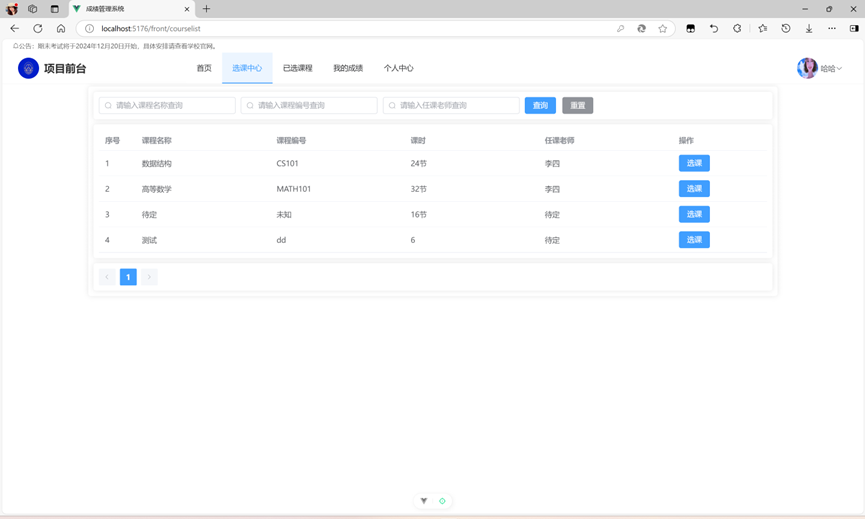 成绩管理系统
localhost:5176/front/courselist
公告：期末考试将于2024年12月20日开始，具体安排请查看学校官网。
项目前台 首页 选课中心 已选课程 我的成绩 个人中心 哈哈
请输入课程名称查询 请输入课程编号查询 请输入任课老师查询 查询 重置
序号 课程名称 课程编号 课时 任课老师 操作
1 数据结构 CS101 24节 李四 选课
2 高等数学 MATH101 32节 李四 选课
3 待定 未知 16节 待定 选课
4 测试 dd 6 待定 选课
1